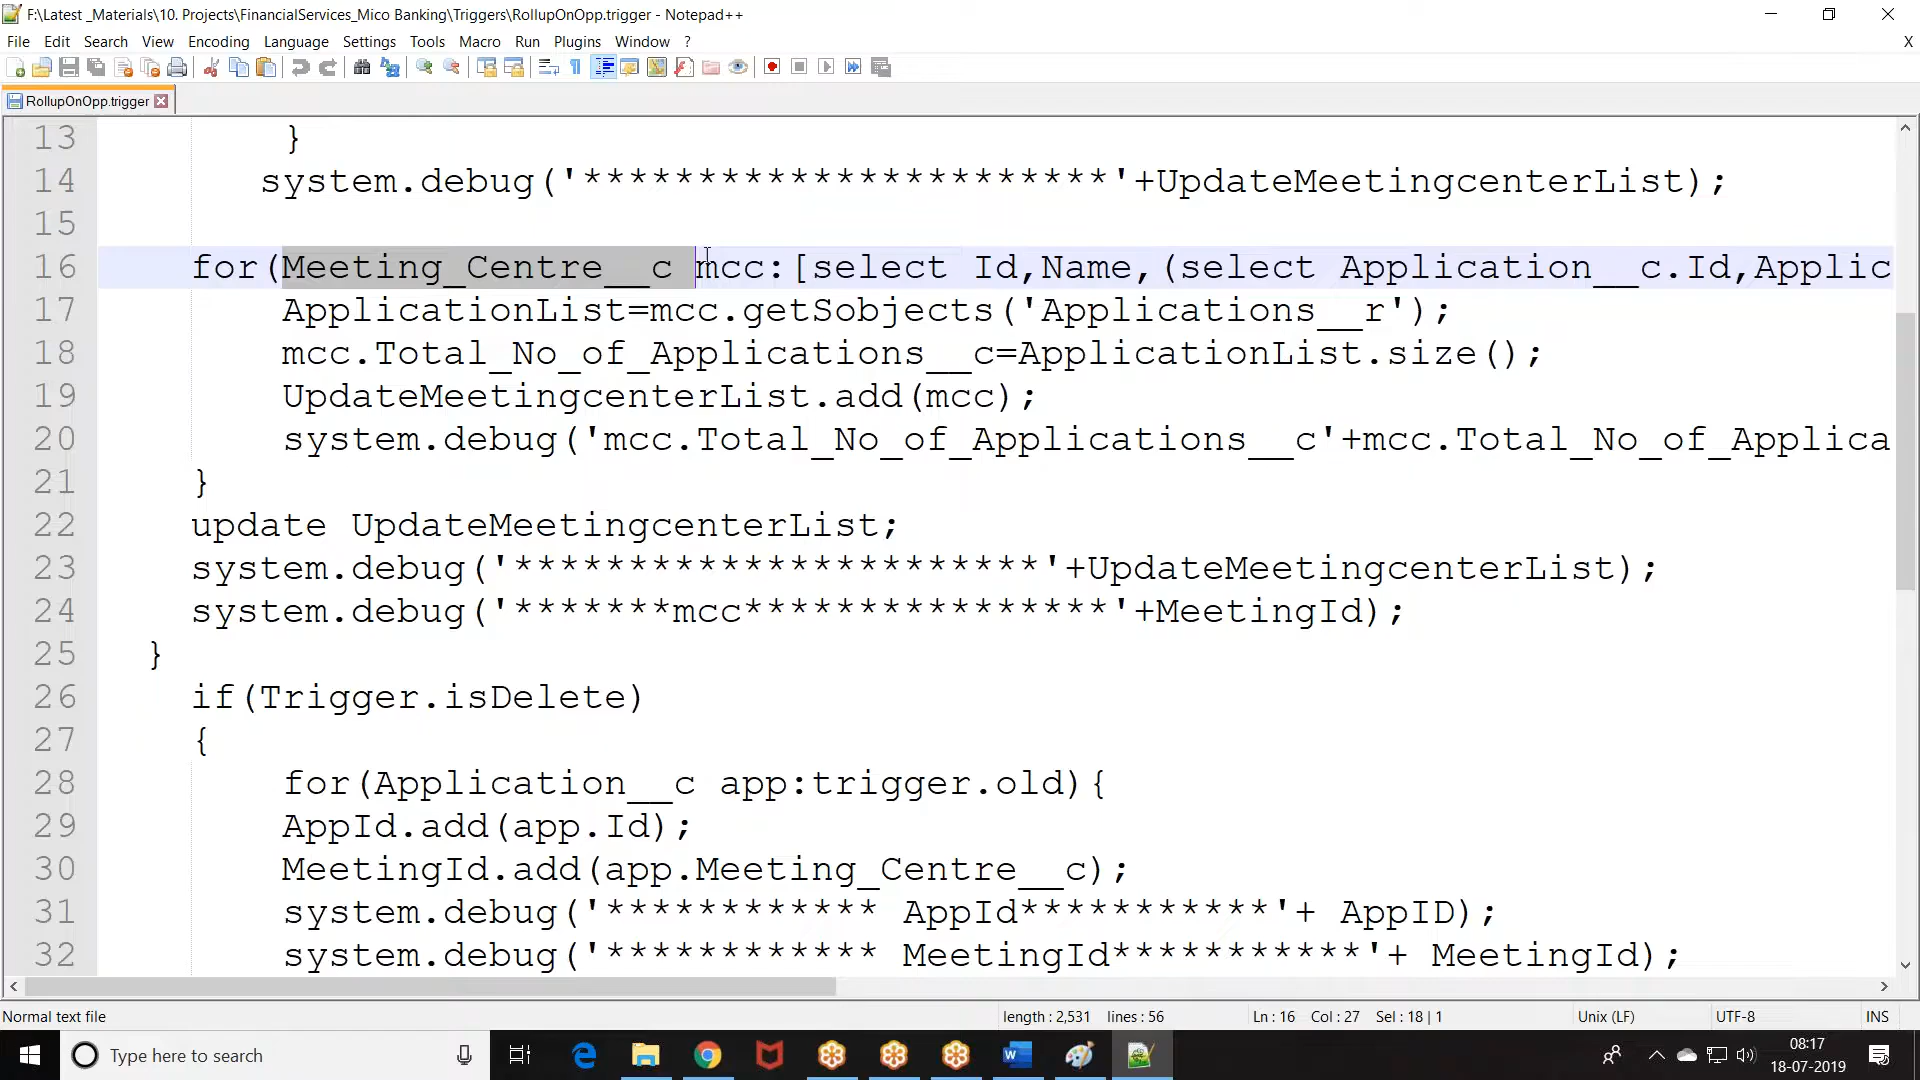 F:\Latest _Materials\10. Projects\FinancialServices_Mico Banking\Triggers\RollupOnOpp.trigger - Notepad++
File Edit Search View Encoding Language Settings Tools Macro Run Plugins Window ? X
RollupOnOpp.trigger
13 }
14 system.debug('***********************'+UpdateMeetingcenterList);
15
16 for(Meeting_Centre__c mcc:[select Id,Name,(select Application__c.Id,Applic
17 ApplicationList=mcc.getSobjects('Applications__r');
18 mcc.Total_No_of_Applications__c=ApplicationList.size();
19 UpdateMeetingcenterList.add(mcc);
20 system.debug('mcc.Total_No_of_Applications__c'+mcc.Total_No_of_Applica
21 }
22 update UpdateMeetingcenterList;
23 system.debug('***********************'+UpdateMeetingcenterList);
24 system.debug('*******mcc****************'+MeetingId);
25 }
26 if(Trigger.isDelete)
27 {
28 for(Application__c app:trigger.old){
29 AppId.add(app.Id);
30 MeetingId.add(app.Meeting_Centre__c);
31 system.debug('************ AppId***********'+ AppID);
32 system.debug('************ MeetingId***********'+ MeetingId);
Normal text file length : 2,531 lines : 56 Ln : 16 Col : 27 Sel : 18 | 1 Unix (LF) UTF-8 INS
Type here to search
08:17
18-07-2019